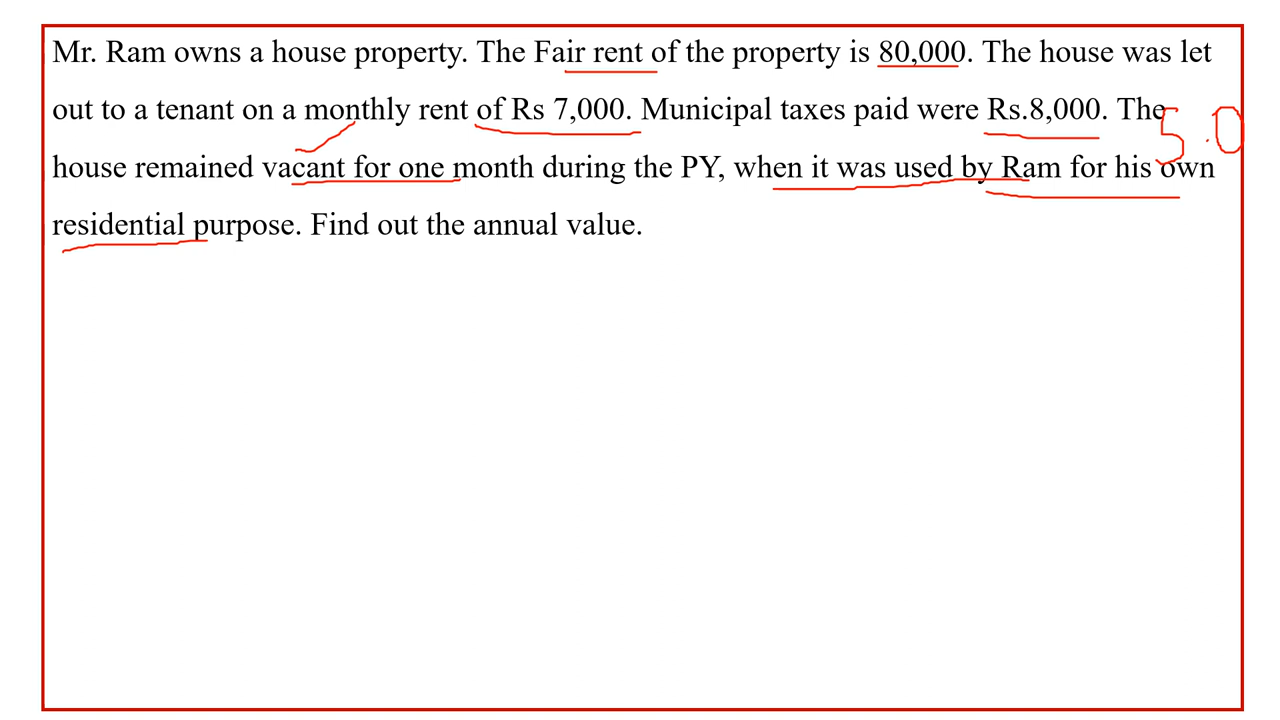 Mr. Ram owns a house property. The Fair rent of the property is 80,000. The house was let
out to a tenant on a monthly rent of Rs 7,000. Municipal taxes paid were Rs.8,000. The
house remained vacant for one month during the PY, when it was used by Ram for his own
residential purpose. Find out the annual value.
5.0